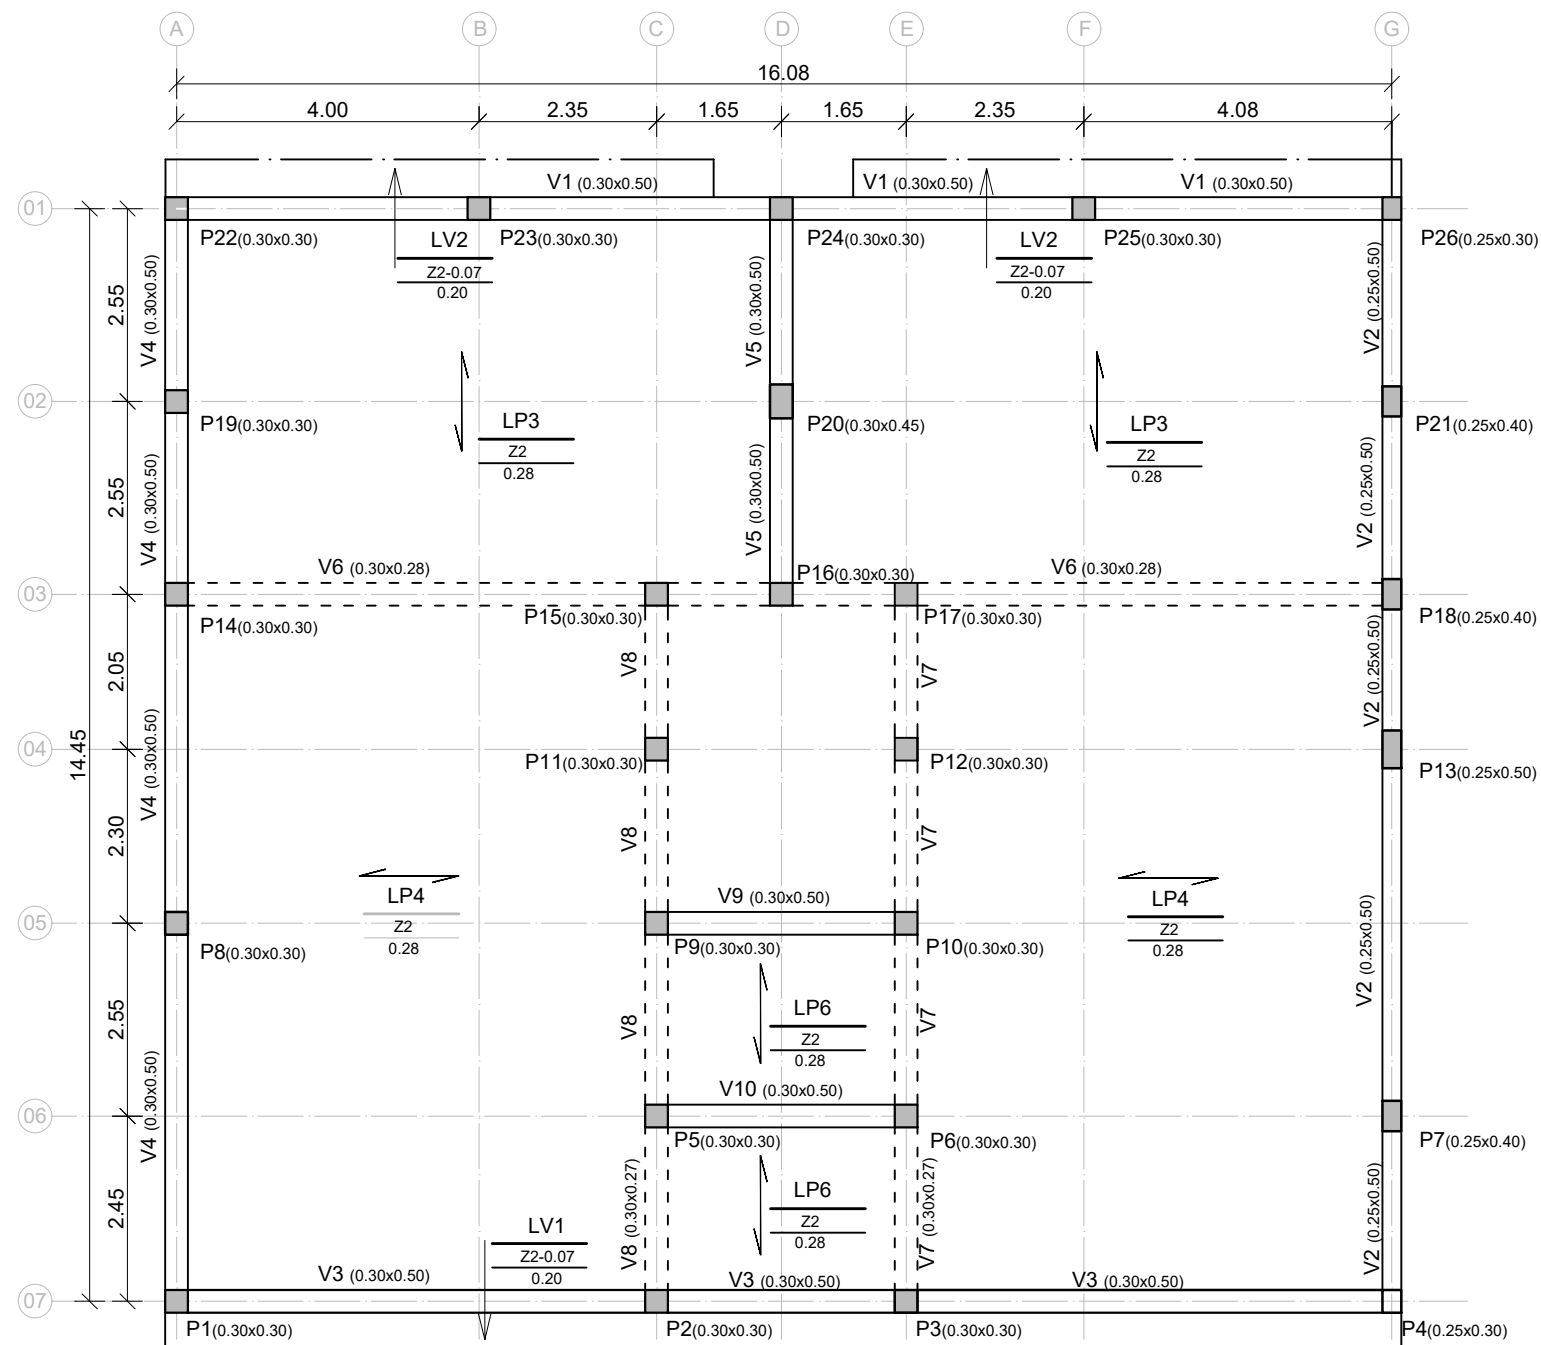 A B C D E F G
16.08
4.00 2.35 1.65 1.65 2.35 4.08
V1 (0.30x0.50) V1 (0.30x0.50) V1 (0.30x0.50)
01
P22(0.30x0.30) LV2 P23(0.30x0.30) P24(0.30x0.30) LV2 P25(0.30x0.30) P26(0.25x0.30)
Z2-0.07 Z2-0.07
0.20 0.20
2.55 V4 (0.30x0.50) V5 (0.30x0.50) V2 (0.25x0.50)
02
P19(0.30x0.30) LP3 P20(0.30x0.45) LP3 P21(0.25x0.40)
Z2 Z2
0.28 0.28
2.55 V4 (0.30x0.50) V5 (0.30x0.50) V2 (0.25x0.50)
V6 (0.30x0.28) P16(0.30x0.30) V6 (0.30x0.28)
03
P14(0.30x0.30) P15(0.30x0.30) P17(0.30x0.30) P18(0.25x0.40)
2.05 V8 V7 V2 (0.25x0.50)
04
14.45 V4 (0.30x0.50) P11(0.30x0.30) P12(0.30x0.30) P13(0.25x0.50)
2.30 V8 V7
LP4 V9 (0.30x0.50) LP4
Z2 Z2
0.28 0.28
05
P8(0.30x0.30) P9(0.30x0.30) P10(0.30x0.30) V2 (0.25x0.50)
2.55 V8 LP6 V7
Z2
0.28
V10 (0.30x0.50)
06
V4 (0.30x0.50) P5(0.30x0.30) P6(0.30x0.30) P7(0.25x0.40)
2.45 V8 (0.30x0.27) LP6 V7 (0.30x0.27) V2 (0.25x0.50)
Z2
0.28
LV1
Z2-0.07
0.20
V3 (0.30x0.50) V3 (0.30x0.50) V3 (0.30x0.50)
07
P1(0.30x0.30) P2(0.30x0.30) P3(0.30x0.30) P4(0.25x0.30)